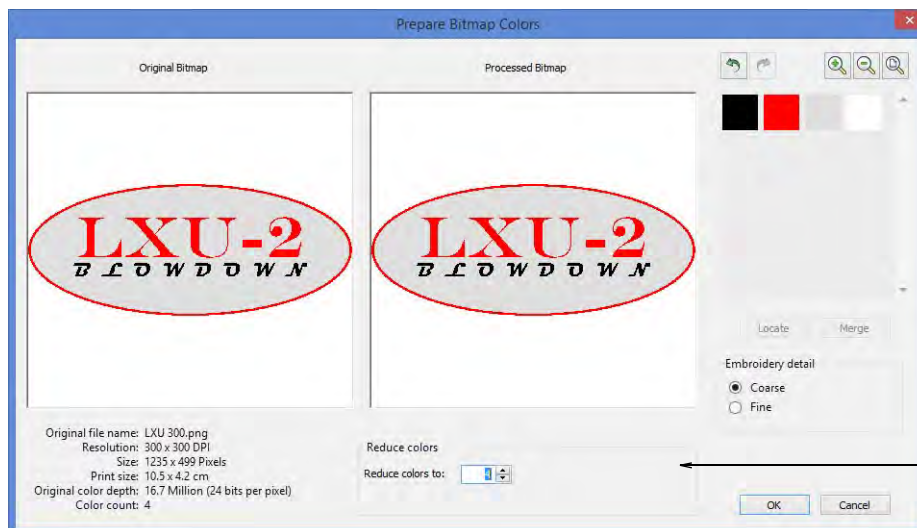 Prepare Bitmap Colors
Original Bitmap
Processed Bitmap
LXU-2
BLOWDOWN
LXU-2
BLOWDOWN
Locate
Merge
Embroidery detail
Coarse
Fine
Original file name: LXU 300.png
Resolution: 300 x 300 DPI
Size: 1235 x 499 Pixels
Print size: 10.5 x 4.2 cm
Original color depth: 16.7 Million (24 bits per pixel)
Color count: 4
Reduce colors
Reduce colors to: 4
OK
Cancel